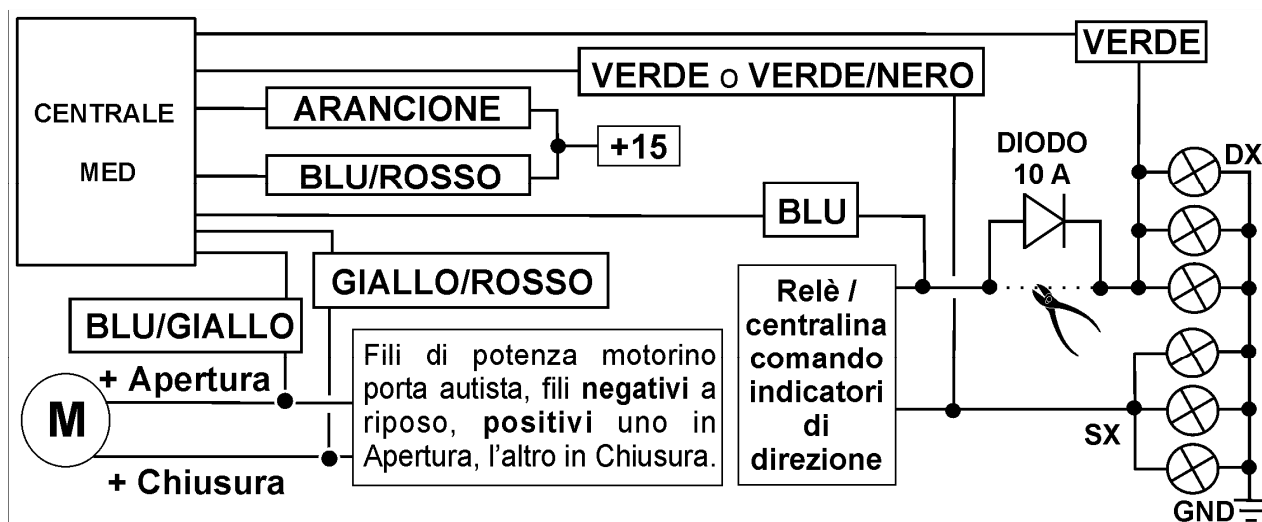 VERDE
VERDE o VERDE/NERO
CENTRALE
MED
ARANCIONE
+15
BLU/ROSSO
DIODO
10 A
DX
BLU
GIALLO/ROSSO
BLU/GIALLO
Relè /
centralina
comando
indicatori
di
direzione
Fili di potenza motorino
porta autista, fili negativi a
riposo, positivi uno in
Apertura, l'altro in Chiusura.
+ Apertura
M
+ Chiusura
SX
GND